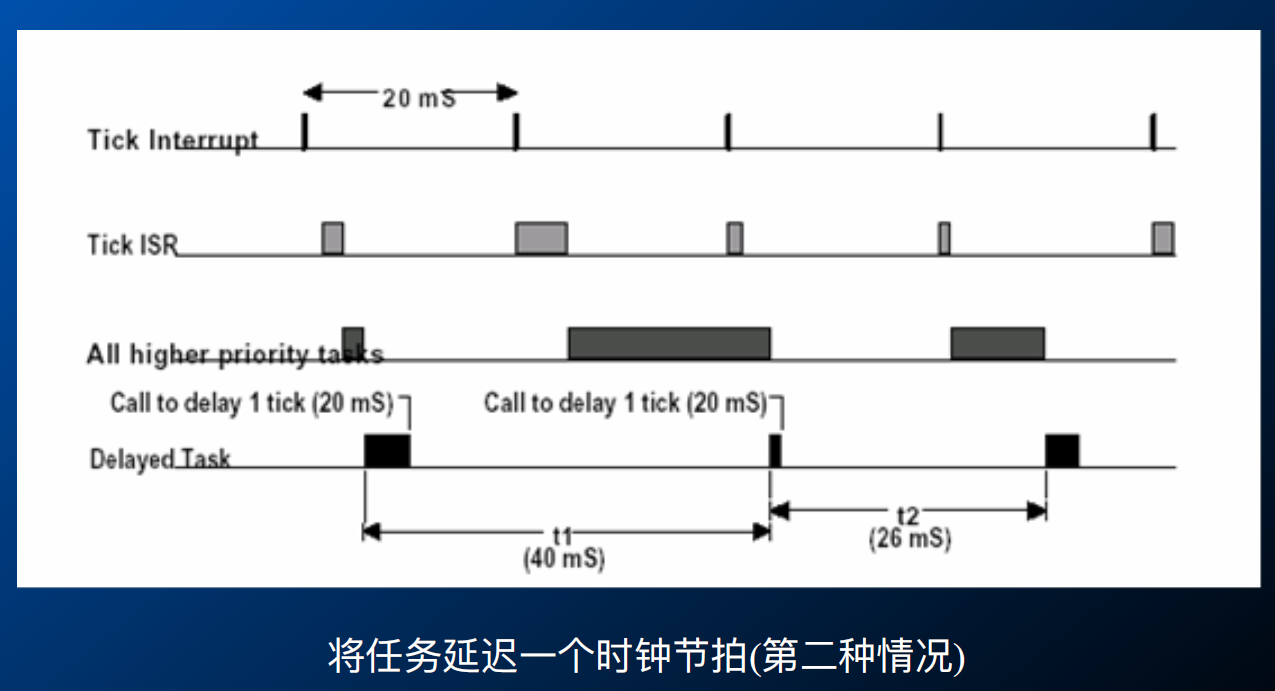 20 mS
Tick Interrupt
Tick ISR
All higher priority tasks
Call to delay 1 tick (20 mS)
Call to delay 1 tick (20 mS)
Delayed Task
t1
(40 mS)
t2
(26 mS)
将任务延迟一个时钟节拍(第二种情况)